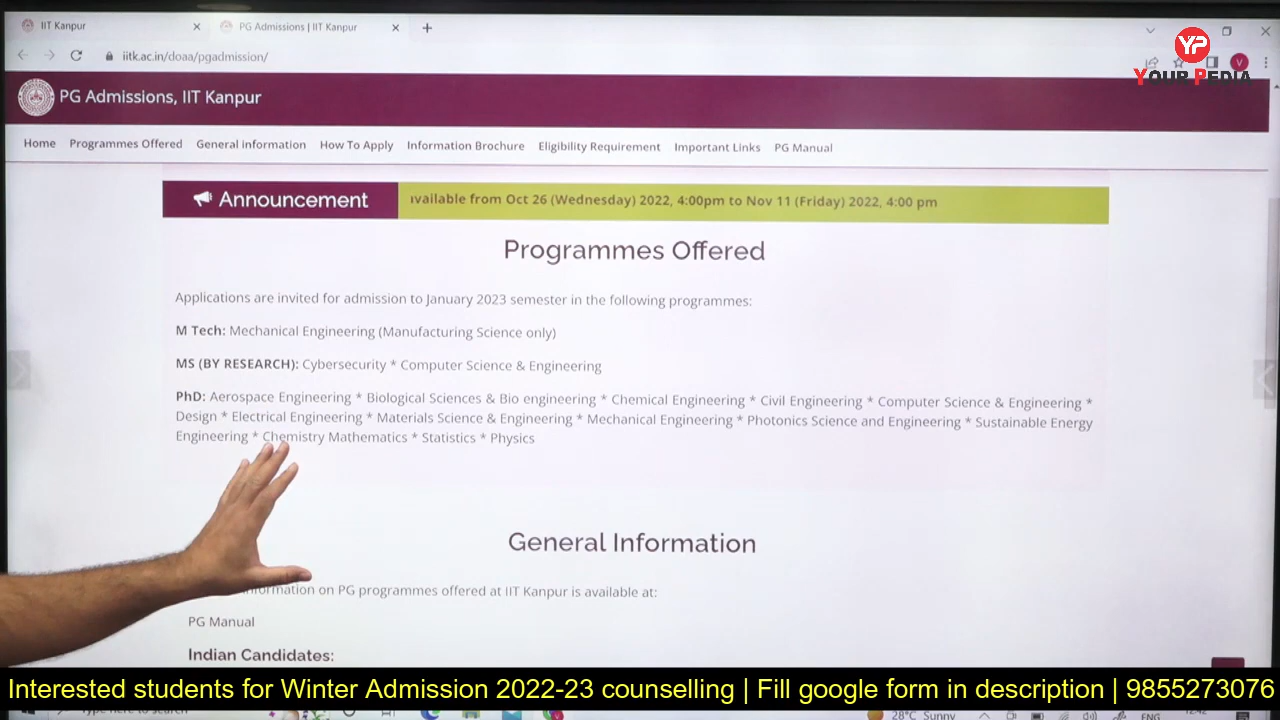 IIT Kanpur
PG Admissions | IIT Kanpur
iitk.ac.in/doaa/pgadmission/
V
YP
YOUR PEDIA
PG Admissions, IIT Kanpur
Home Programmes Offered General information How To Apply Information Brochure Eligibility Requirement Important Links PG Manual
Announcement
vailable from Oct 26 (Wednesday) 2022, 4:00pm to Nov 11 (Friday) 2022, 4:00 pm
Programmes Offered
Applications are invited for admission to January 2023 semester in the following programmes:
M Tech: Mechanical Engineering (Manufacturing Science only)
MS (BY RESEARCH): Cybersecurity * Computer Science & Engineering
PhD: Aerospace Engineering * Biological Sciences & Bio engineering * Chemical Engineering * Civil Engineering * Computer Science & Engineering *
Design * Electrical Engineering * Materials Science & Engineering * Mechanical Engineering * Photonics Science and Engineering * Sustainable Energy
Engineering * Chemistry Mathematics * Statistics * Physics
General Information
on PG programmes offered at IIT Kanpur is available at:
PG Manual
Indian Candidates:
Interested students for Winter Admission 2022-23 counselling | Fill google form in description | 9855273076
28°C Sunny
ENG